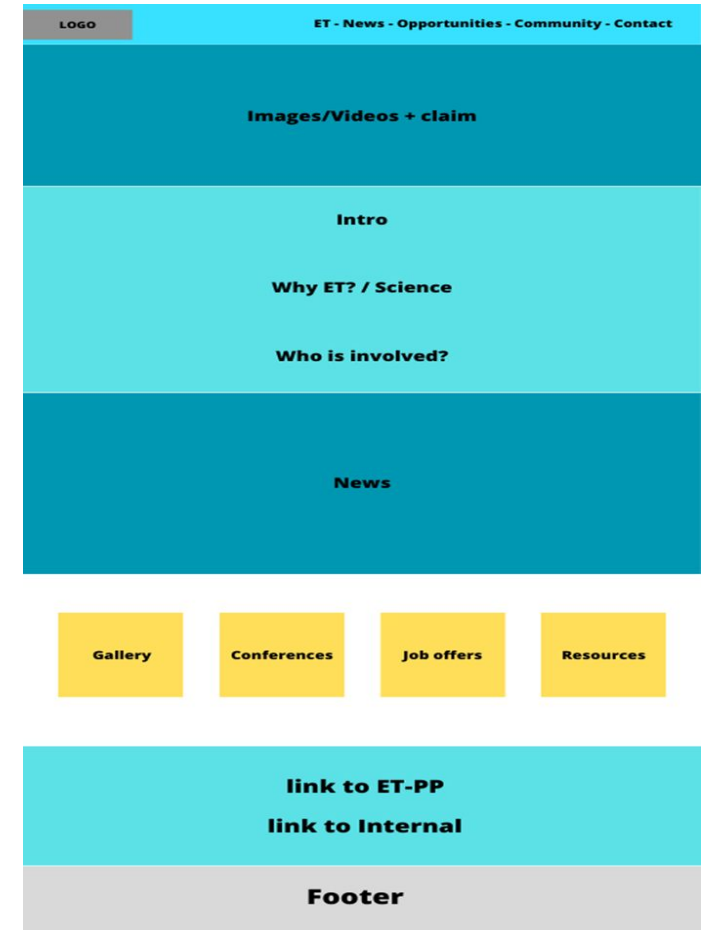 LOGO
ET - News - Opportunities - Community - Contact
Images/Videos + claim
Intro
Why ET? / Science
Who is involved?
News
Gallery
Conferences
Job offers
Resources
link to ET-PP
link to Internal
Footer